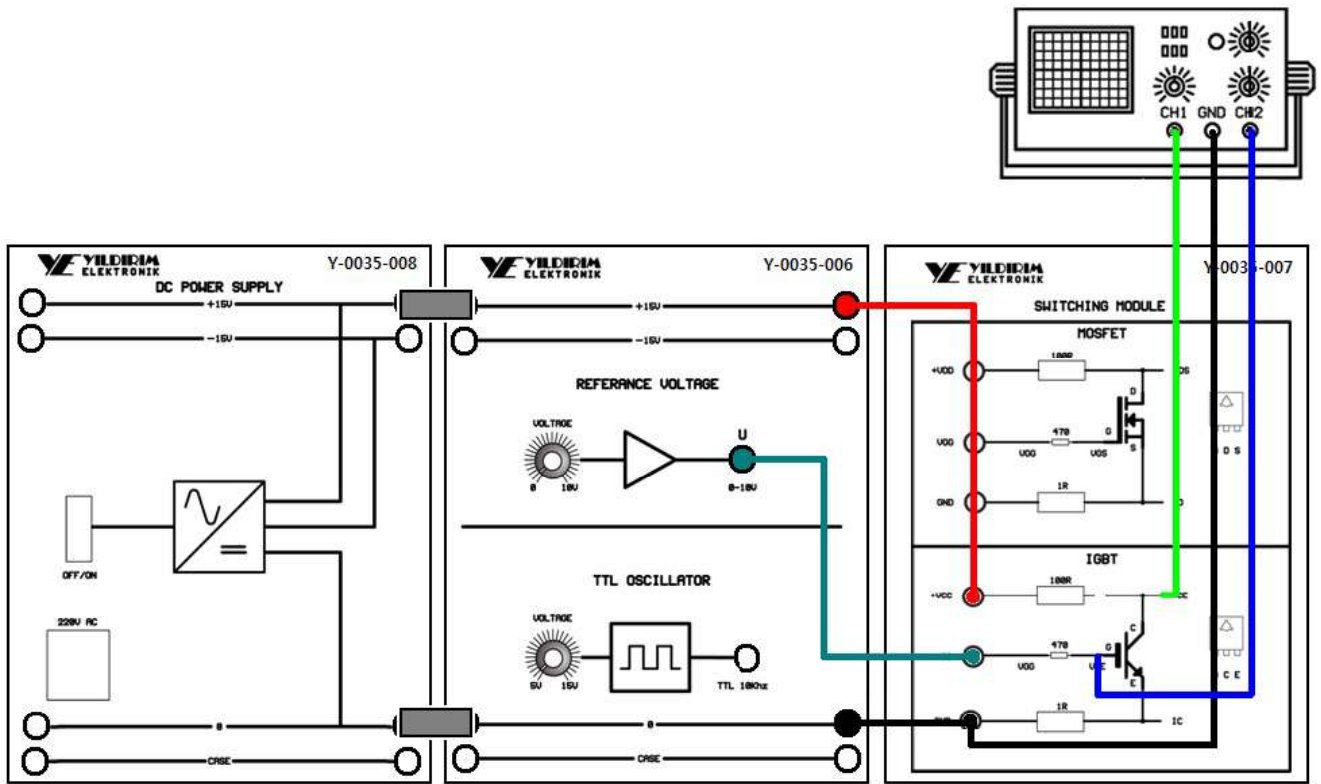 CH1 GND CH2
YILDIRIM
ELEKTRONIK
Y-0035-008
DC POWER SUPPLY
+15V
-15V
OFF/ON
220V AC
0
CASE
YILDIRIM
ELEKTRONIK
Y-0035-006
+15V
-15V
REFERANCE VOLTAGE
VOLTAGE
0 10V
U
0-10V
TTL OSCILLATOR
VOLTAGE
5V 15V
TTL 10Khz
0
CASE
YILDIRIM
ELEKTRONIK
SWITCHING MODULE
MOSFET
+VDD
100R
D
VGG
470
G
VGG
VGS
S
D S
GND
1R
IGBT
+VCC
100R
C
470
G
VGG
E
C E
1R
IC